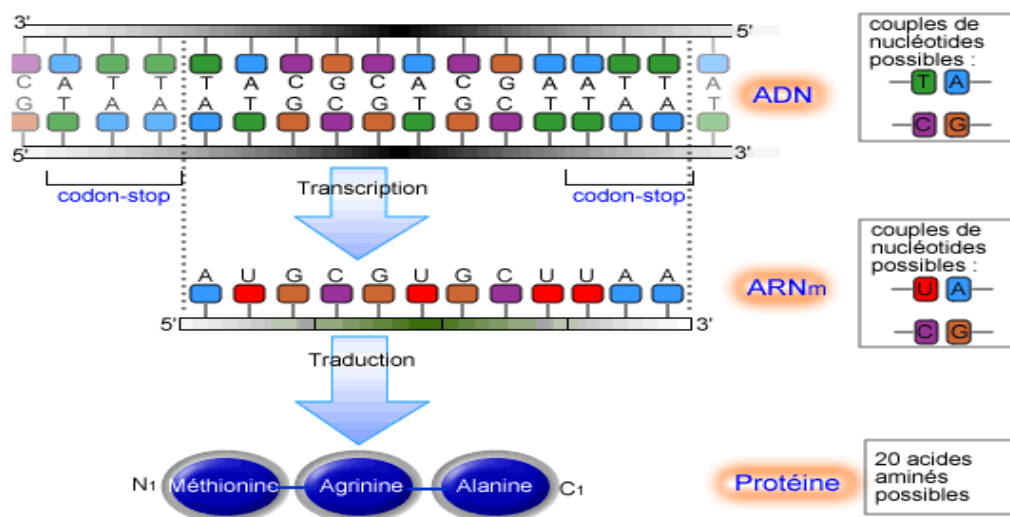 3' 5'
C A T T T A C G C A C G A A T T A
G T A A A T G C G T G C T T A A T
5' 3'
ADN
couples de
nucléotides
possibles :
T A
C G
codon-stop Transcription codon-stop
A U G C G U G C U U A A
5' 3'
ARNm
couples de
nucléotides
possibles :
U A
C G
Traduction
N1 Méthionine Agrinine Alanine C1
Protéine
20 acides
aminés
possibles